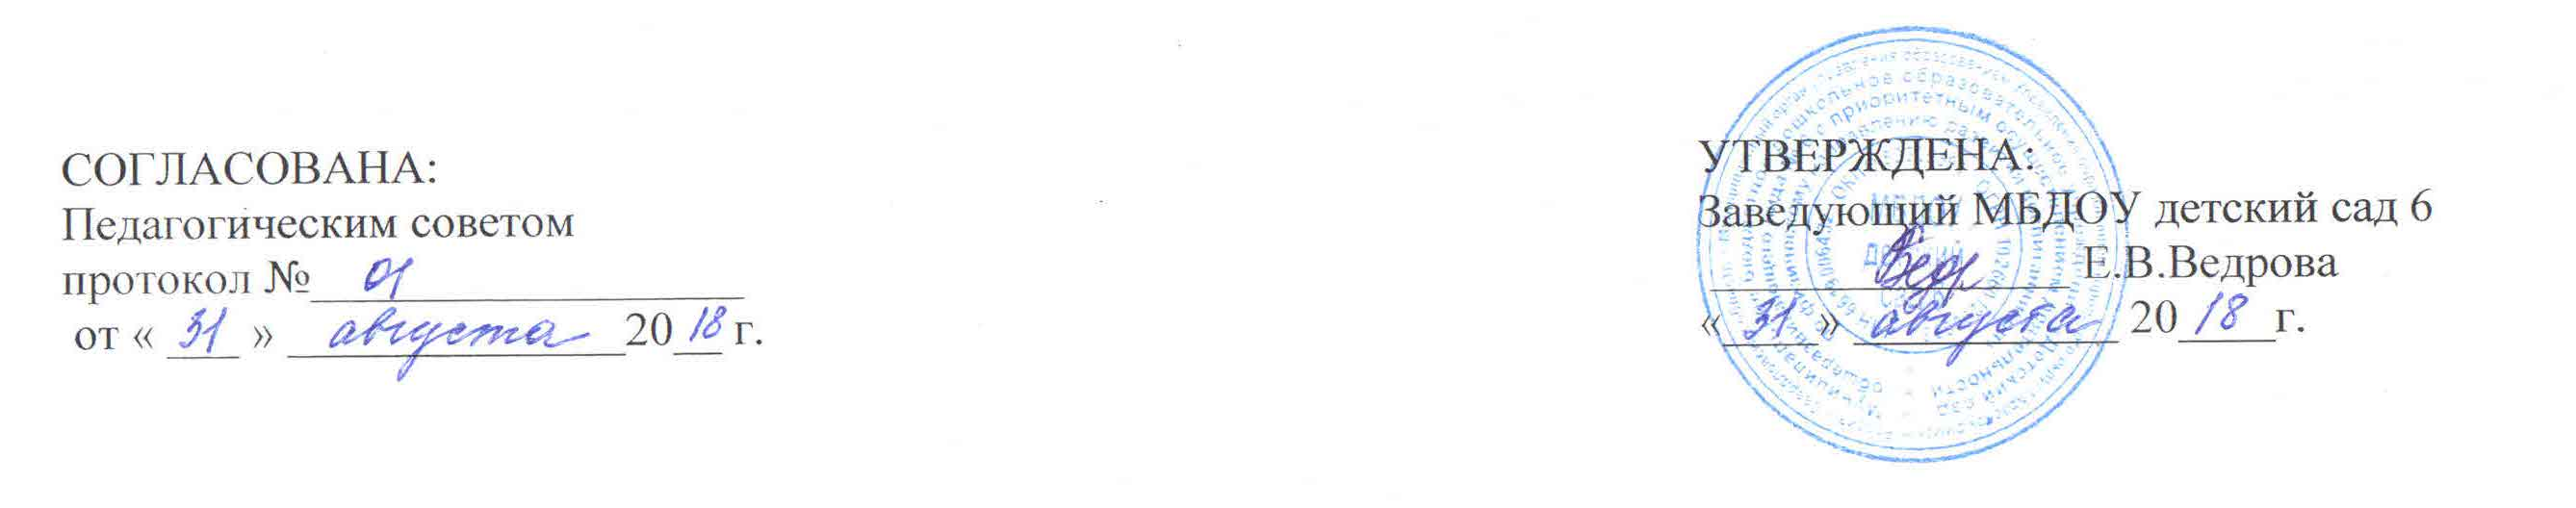 СОГЛАСОВАНА:
Педагогическим советом
протокол № 01
от « 31 » августа 2018 г.
УТВЕРЖДЕНА:
Заведующий МБДОУ детский сад 6
Е.В.Ведрова
« 31 » августа 2018 г.